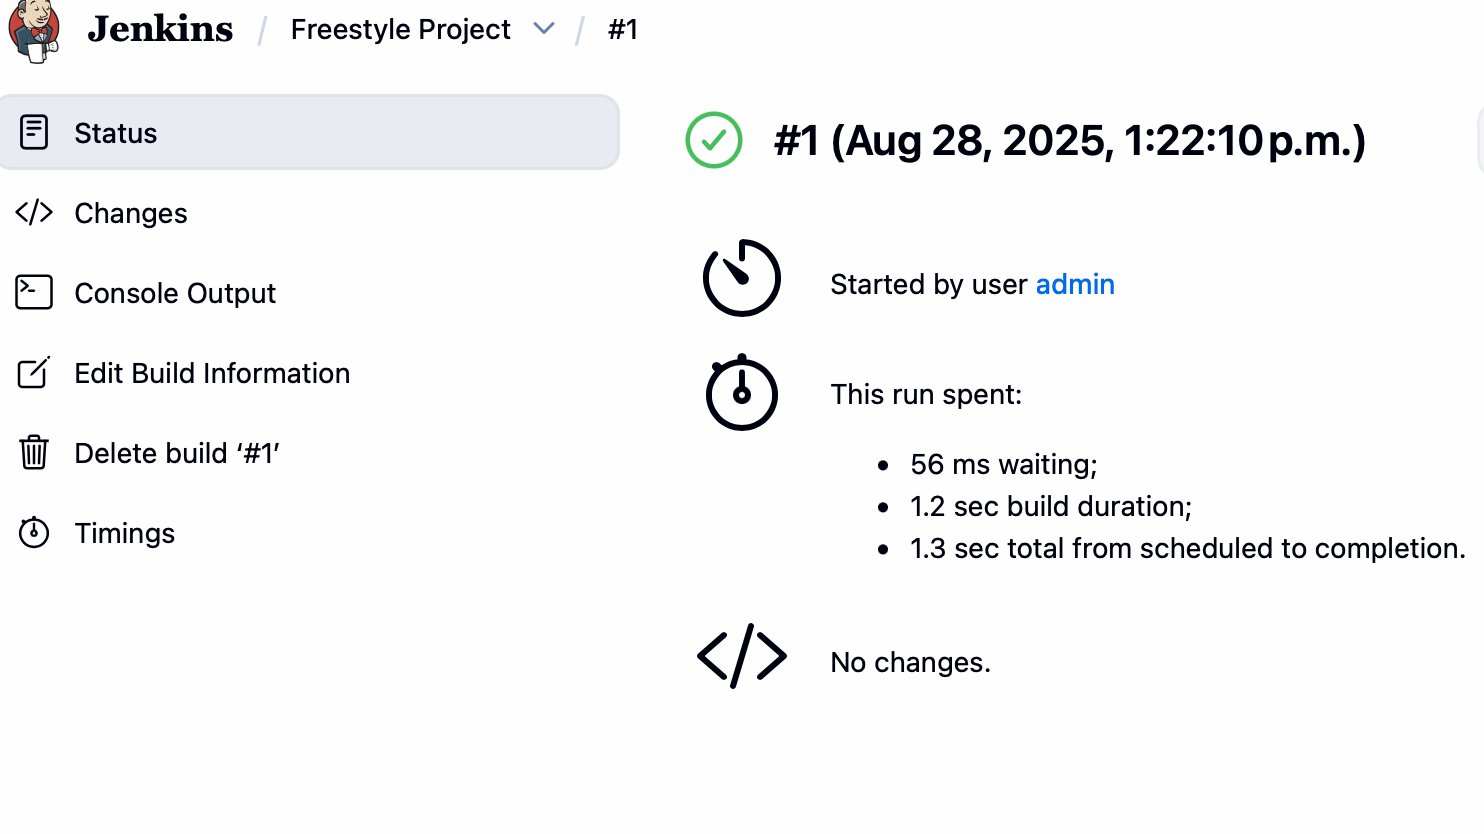 Jenkins / Freestyle Project / #1
Status
Changes
Console Output
Edit Build Information
Delete build ‘#1’
Timings
#1 (Aug 28, 2025, 1:22:10 p.m.)
Started by user admin
This run spent:
56 ms waiting;
1.2 sec build duration;
1.3 sec total from scheduled to completion.
No changes.